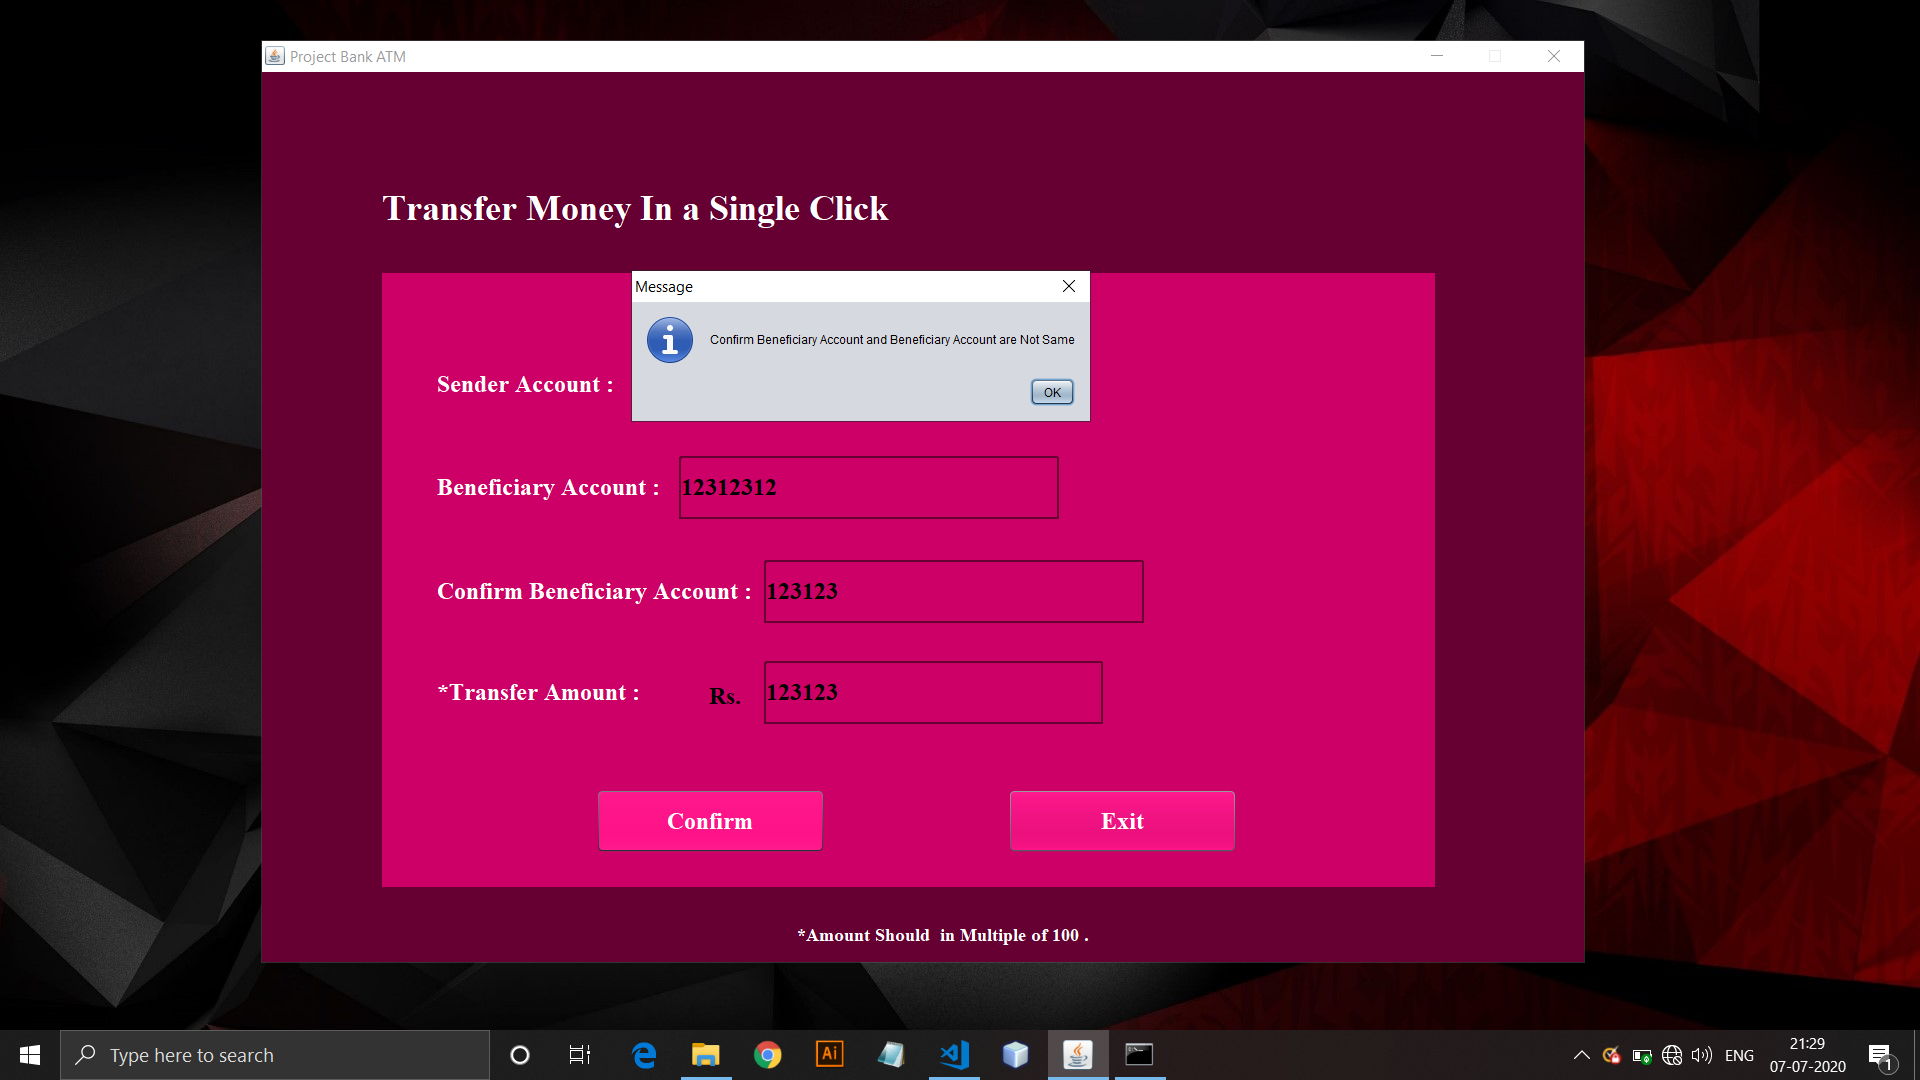 Project Bank ATM
Transfer Money In a Single Click
Message
Confirm Beneficiary Account and Beneficiary Account are Not Same
OK
Sender Account :
Beneficiary Account : 12312312
Confirm Beneficiary Account : 123123
*Transfer Amount : Rs. 123123
Confirm Exit
*Amount Should  in Multiple of 100 .
Type here to search
Ai
ENG
21:29
07-07-2020
1